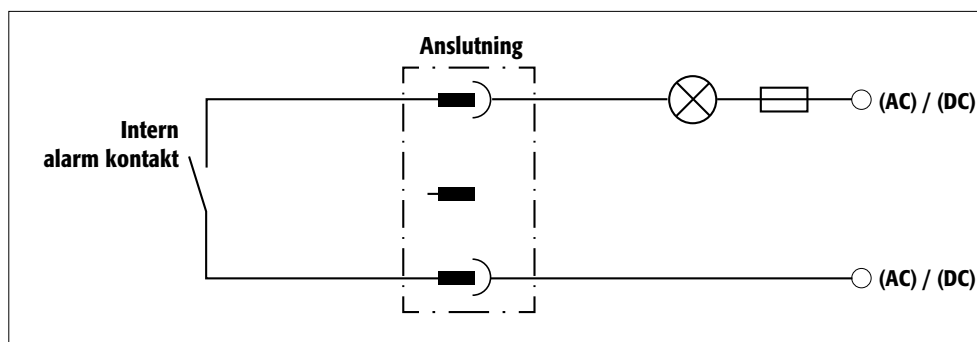 Anslutning
(AC) / (DC)
Intern
alarm kontakt
(AC) / (DC)